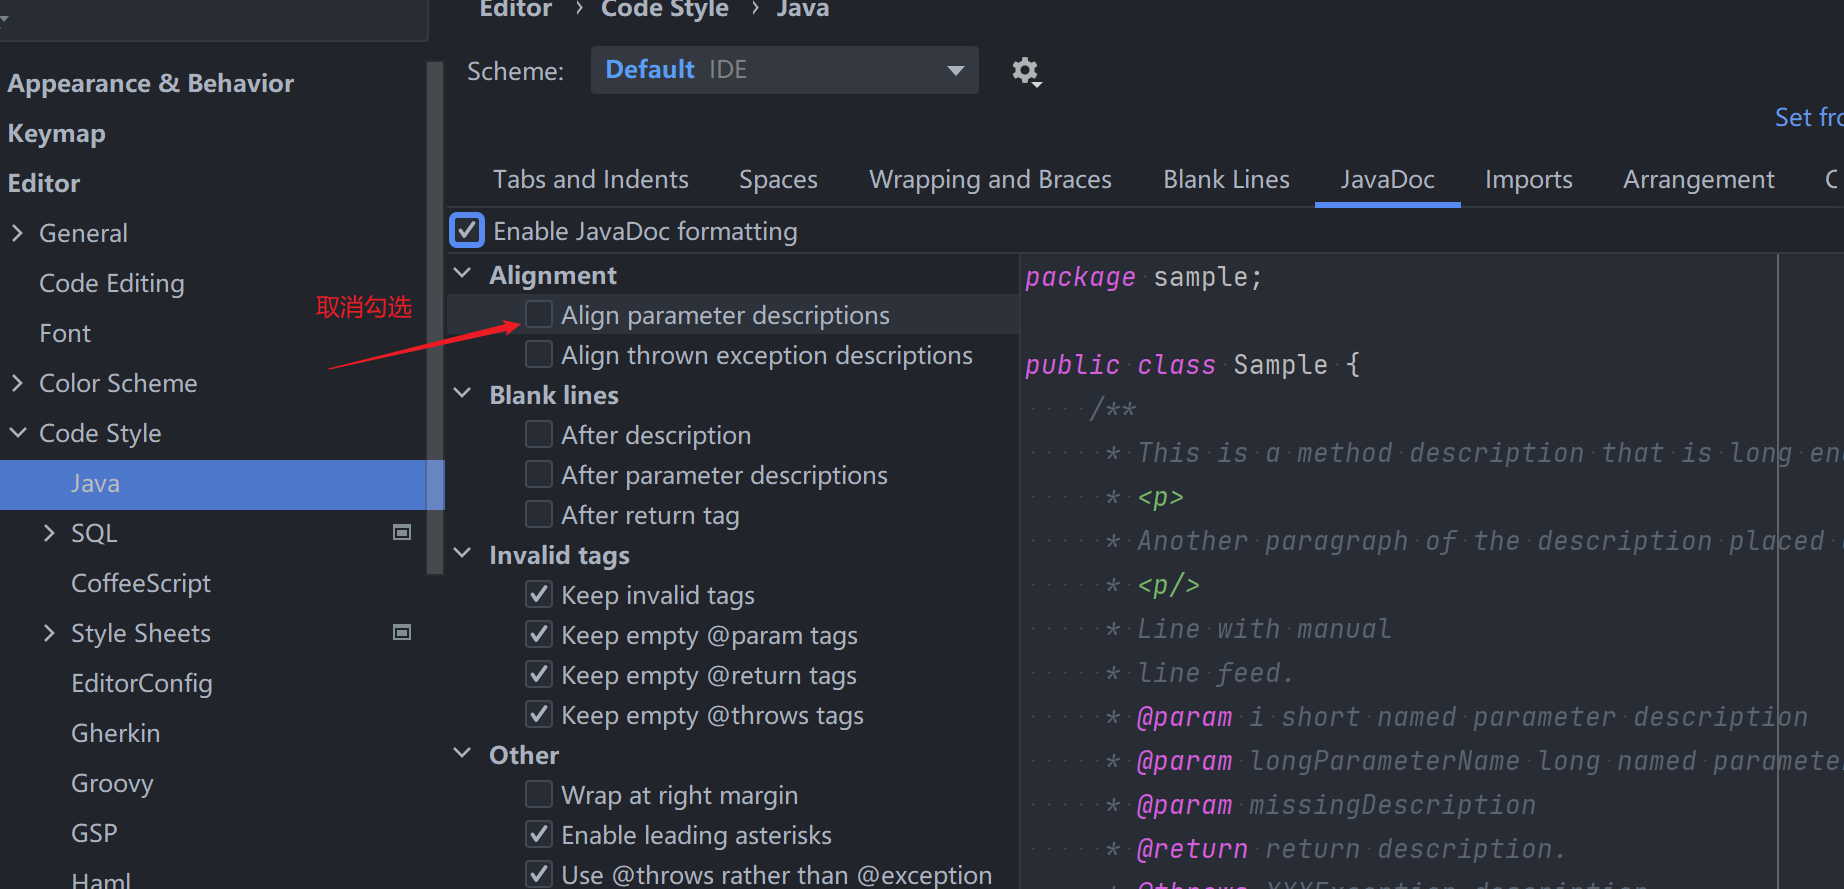 Editor › Code Style › Java
Scheme: Default IDE
Set fro
Appearance & Behavior
Keymap
Editor
General
Code Editing
Font
Color Scheme
Code Style
Java
SQL
CoffeeScript
Style Sheets
EditorConfig
Gherkin
Groovy
GSP
Haml
取消勾选
Tabs and Indents Spaces Wrapping and Braces Blank Lines JavaDoc Imports Arrangement C
Enable JavaDoc formatting
Alignment
Align parameter descriptions
Align thrown exception descriptions
Blank lines
After description
After parameter descriptions
After return tag
Invalid tags
Keep invalid tags
Keep empty @param tags
Keep empty @return tags
Keep empty @throws tags
Other
Wrap at right margin
Enable leading asterisks
Use @throws rather than @exception
package sample;
public class Sample {
/**
* This is a method description that is long en
* <p>
* Another paragraph of the description placed
* <p/>
* Line with manual
* line feed.
* @param i short named parameter description
* @param longParameterName long named paramete
* @param missingDescription
* @return return description.
* @throws XXXException description